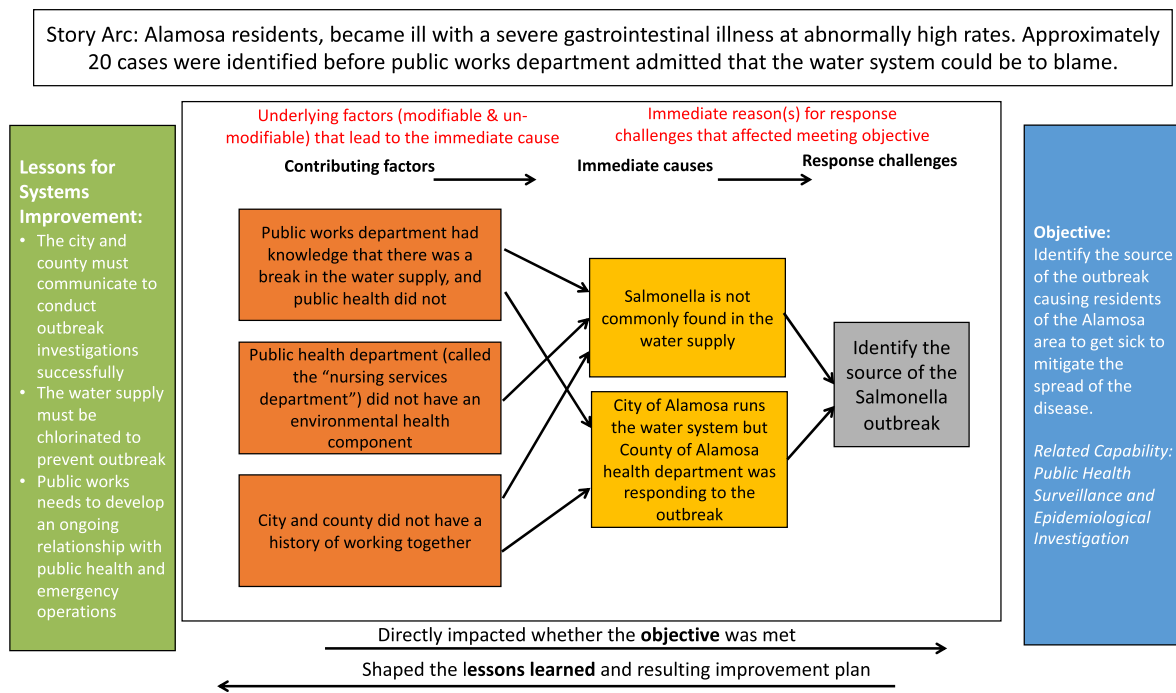 Story Arc: Alamosa residents, became ill with a severe gastrointestinal illness at abnormally high rates. Approximately
20 cases were identified before public works department admitted that the water system could be to blame.
Lessons for
Systems
Improvement:
• The city and
county must
communicate to
conduct
outbreak
investigations
successfully
• The water supply
must be
chlorinated to
prevent outbreak
• Public works
needs to develop
an ongoing
relationship with
public health and
emergency
operations
Underlying factors (modifiable & un-
modifiable) that lead to the immediate cause
Contributing factors
Immediate reason(s) for response
challenges that affected meeting objective
Immediate causes
Response challenges
Public works department had
knowledge that there was a
break in the water supply, and
public health did not
Public health department (called
the “nursing services
department”) did not have an
environmental health
component
City and county did not have a
history of working together
Salmonella is not
commonly found in the
water supply
City of Alamosa runs
the water system but
County of Alamosa
health department was
responding to the
outbreak
Identify the
source of the
Salmonella
outbreak
Objective:
Identify the source
of the outbreak
causing residents
of the Alamosa
area to get sick to
mitigate the
spread of the
disease.
Related Capability:
Public Health
Surveillance and
Epidemiological
Investigation
Directly impacted whether the objective was met
Shaped the lessons learned and resulting improvement plan